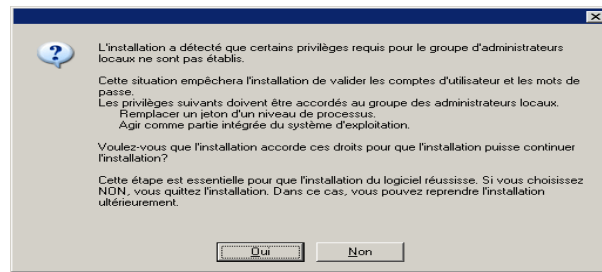 L'installation a détecté que certains privilèges requis pour le groupe d'administrateurs
locaux ne sont pas établis.
Cette situation empêchera l'installation de valider les comptes d'utilisateur et les mots de
passe.
Les privilèges suivants doivent être accordés au groupe des administrateurs locaux.
Remplacer un jeton d'un niveau de processus.
Agir comme partie intégrée du système d'exploitation.
Voulez-vous que l'installation accorde ces droits pour que l'installation puisse continuer
l'installation?
Cette étape est essentielle pour que l'installation du logiciel réussisse. Si vous choisissez
NON, vous quittez l'installation. Dans ce cas, vous pouvez reprendre l'installation
ultérieurement.
Oui Non